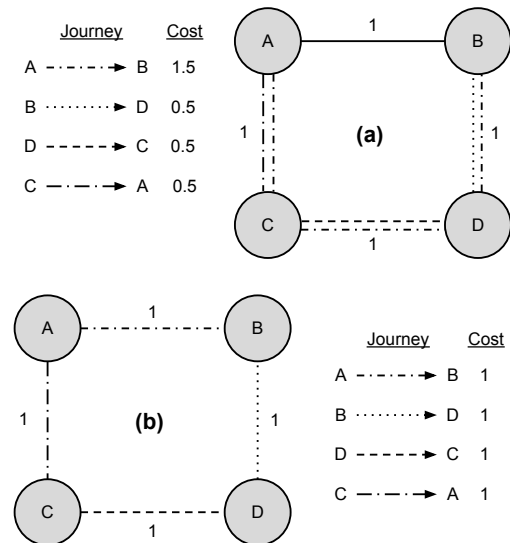 Journey Cost
A B 1.5
B D 0.5
D C 0.5
C A 0.5
A 1 B
1 (a) 1
C 1 D
A 1 B
1 (b) 1
C 1 D
Journey Cost
A B 1
B D 1
D C 1
C A 1